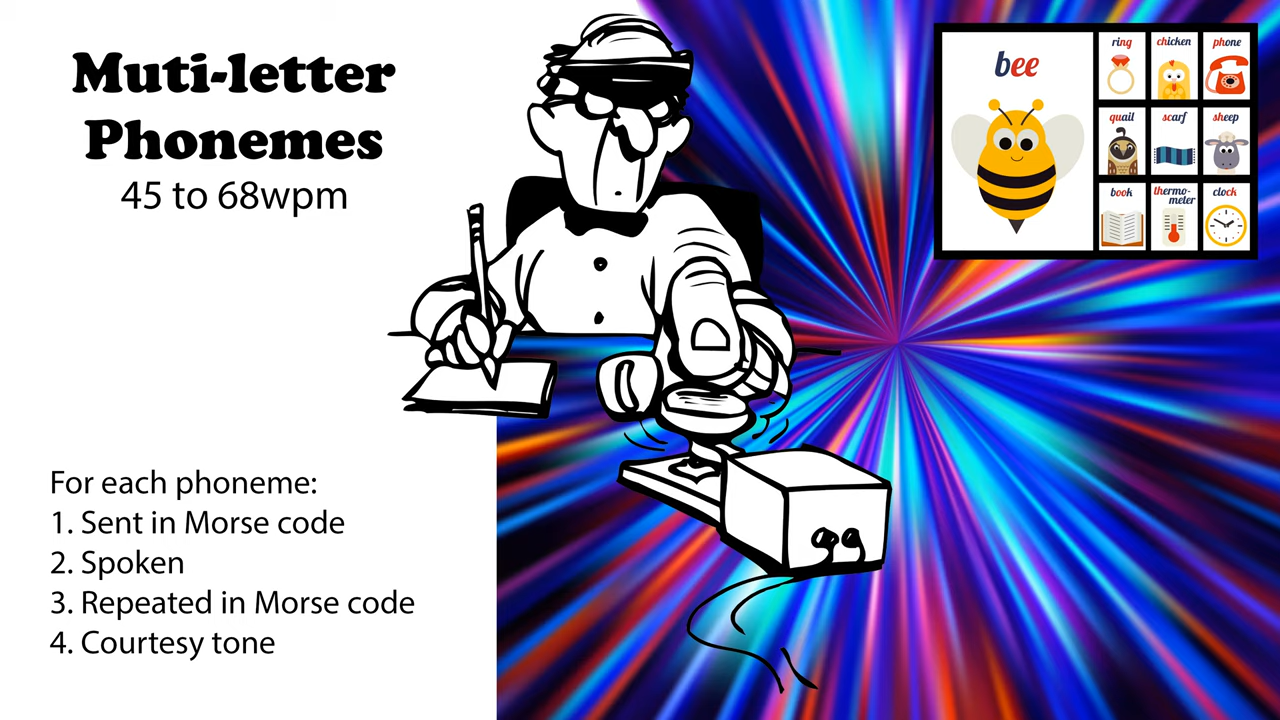 Muti-letter
Phonemes
45 to 68wpm
bee
ring
chicken
phone
quail
scarf
sheep
book
thermo-
meter
clock
For each phoneme:
1. Sent in Morse code
2. Spoken
3. Repeated in Morse code
4. Courtesy tone